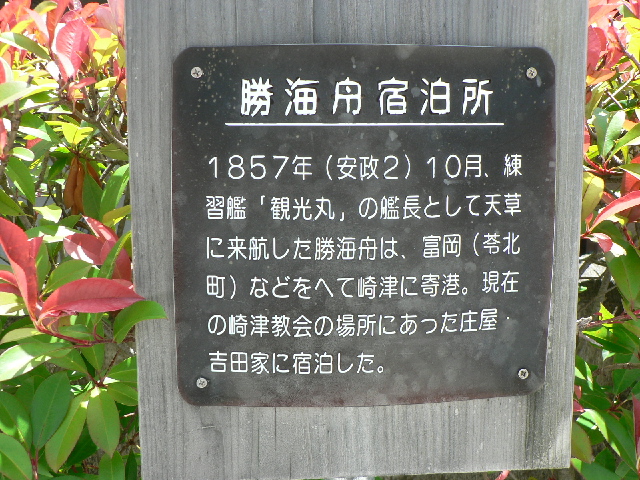 勝海舟宿泊所
1857年(安政2)10月、練
習艦「観光丸」の艦長として天草
に来航した勝海舟は、富岡(苓北
町)などをへて崎津に寄港。現在
の崎津教会の場所にあった庄屋・
吉田家に宿泊した。